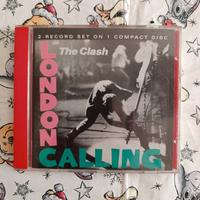 2-RECORD SET ON 1 COMPACT DISC
The Clash
LONDON
CALLING